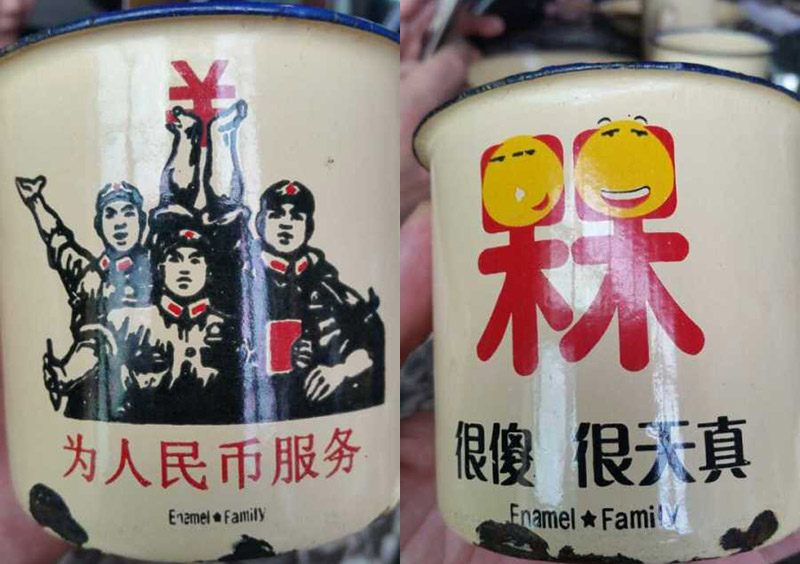 ¥
为人民币服务
Enamel★Family
槑
很傻 很天真
Enamel★Family